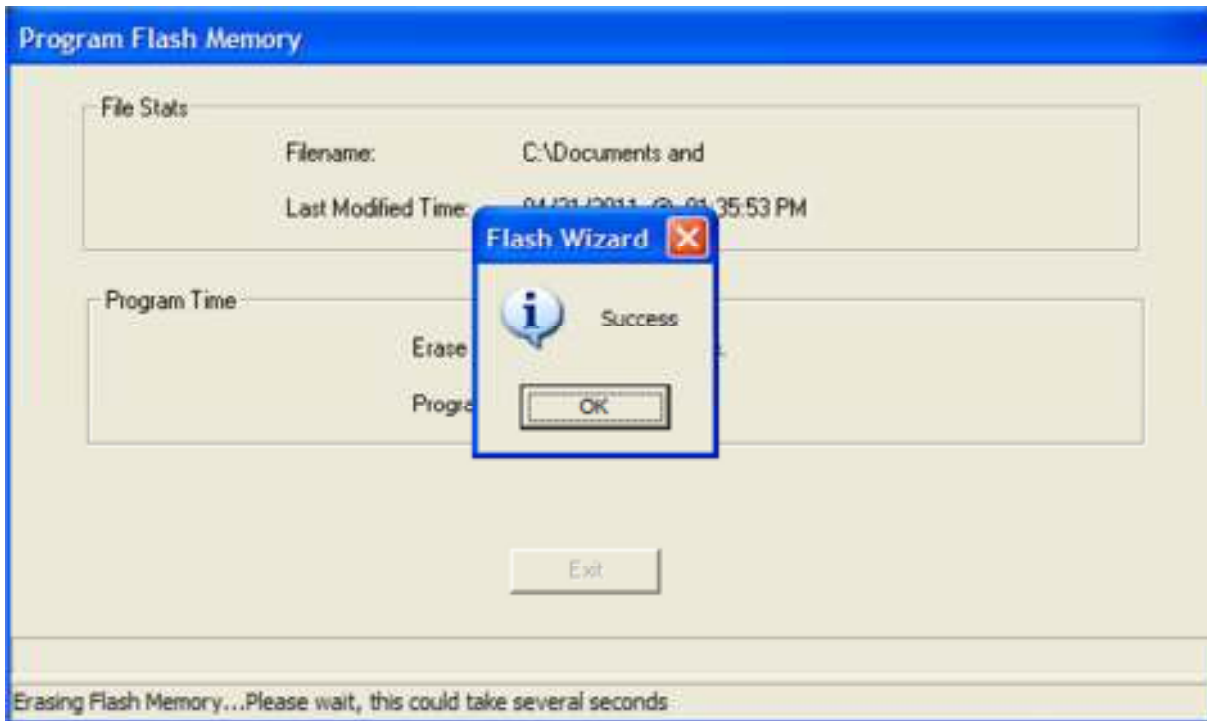 Program Flash Memory
File Stats
Filename: C:\Documents and
Last Modified Time: 35:53 PM
Flash Wizard
Program Time
Success
Erase
OK
Exit
Erasing Flash Memory...Please wait, this could take several seconds